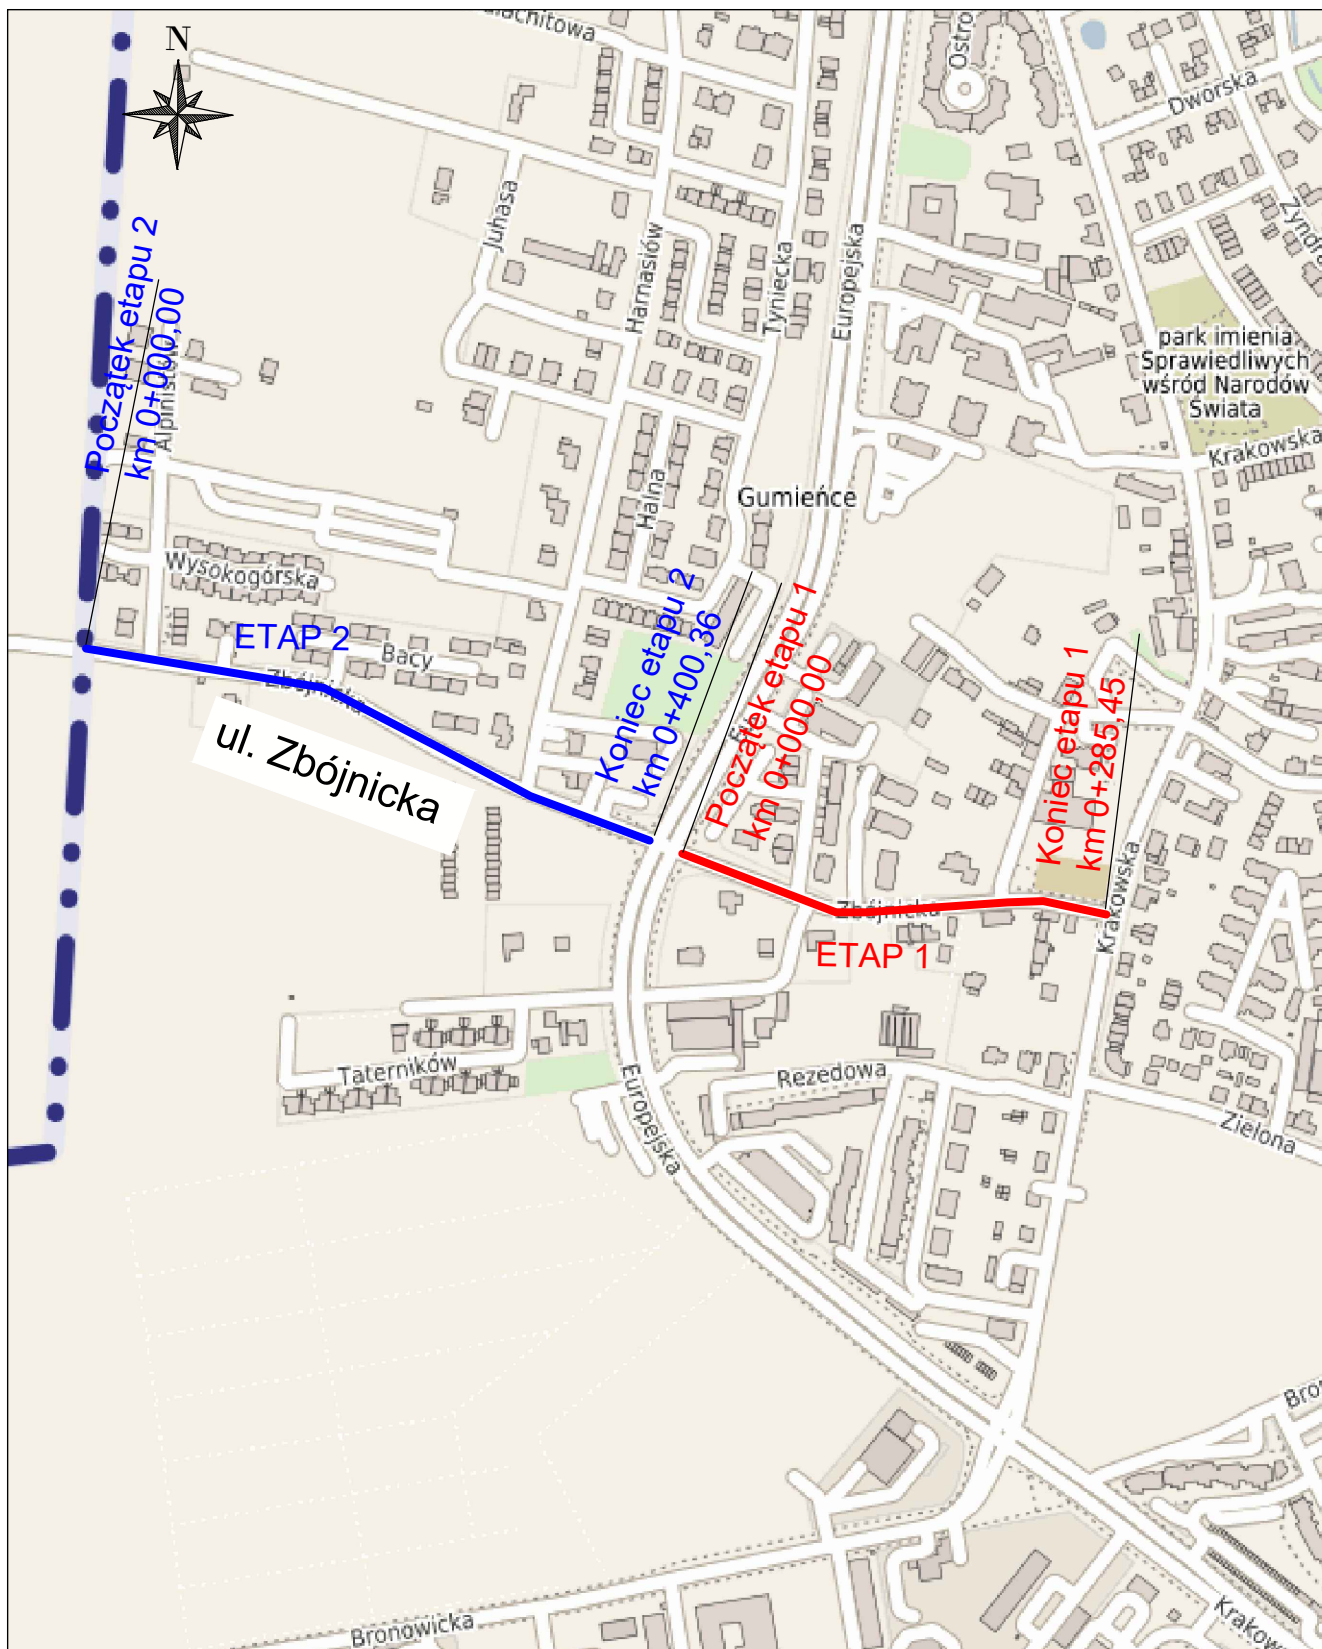 N
Ostro
Dworska
Juhasa
Harnasiów
Tyniecka
Europejska
park imienia
Sprawiedliwych
wśród Narodów
Świata
Krakowska
Początek etapu 2
km 0+000,00
Halna
Gumieńce
Wysokogórska
ETAP 2
Bacy
Zbójnicka
ul. Zbójnicka
Koniec etapu 2
km 0+400,36
Początek etapu 1
km 0+000,00
Koniec etapu 1
km 0+285,45
Zbójnicka
ETAP 1
Krakowska
Taterników
Europejska
Rezedowa
Zielona
Bronowicka
Krakow